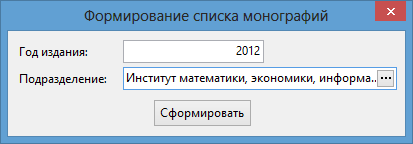 Формирование списка монографий
Год издания: 2012
Подразделение: Институт математики, экономики, информа.. ...
Сформировать